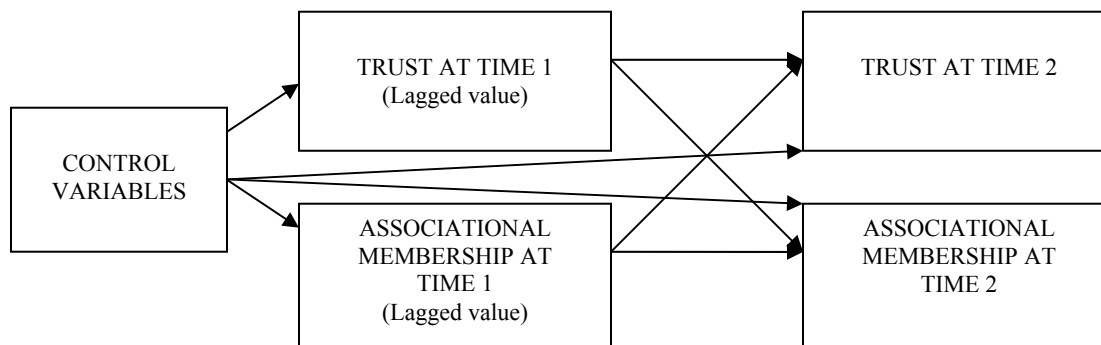 CONTROL
VARIABLES
TRUST AT TIME 1
(Lagged value)
ASSOCIATIONAL
MEMBERSHIP AT
TIME 1
(Lagged value)
TRUST AT TIME 2
ASSOCIATIONAL
MEMBERSHIP AT
TIME 2